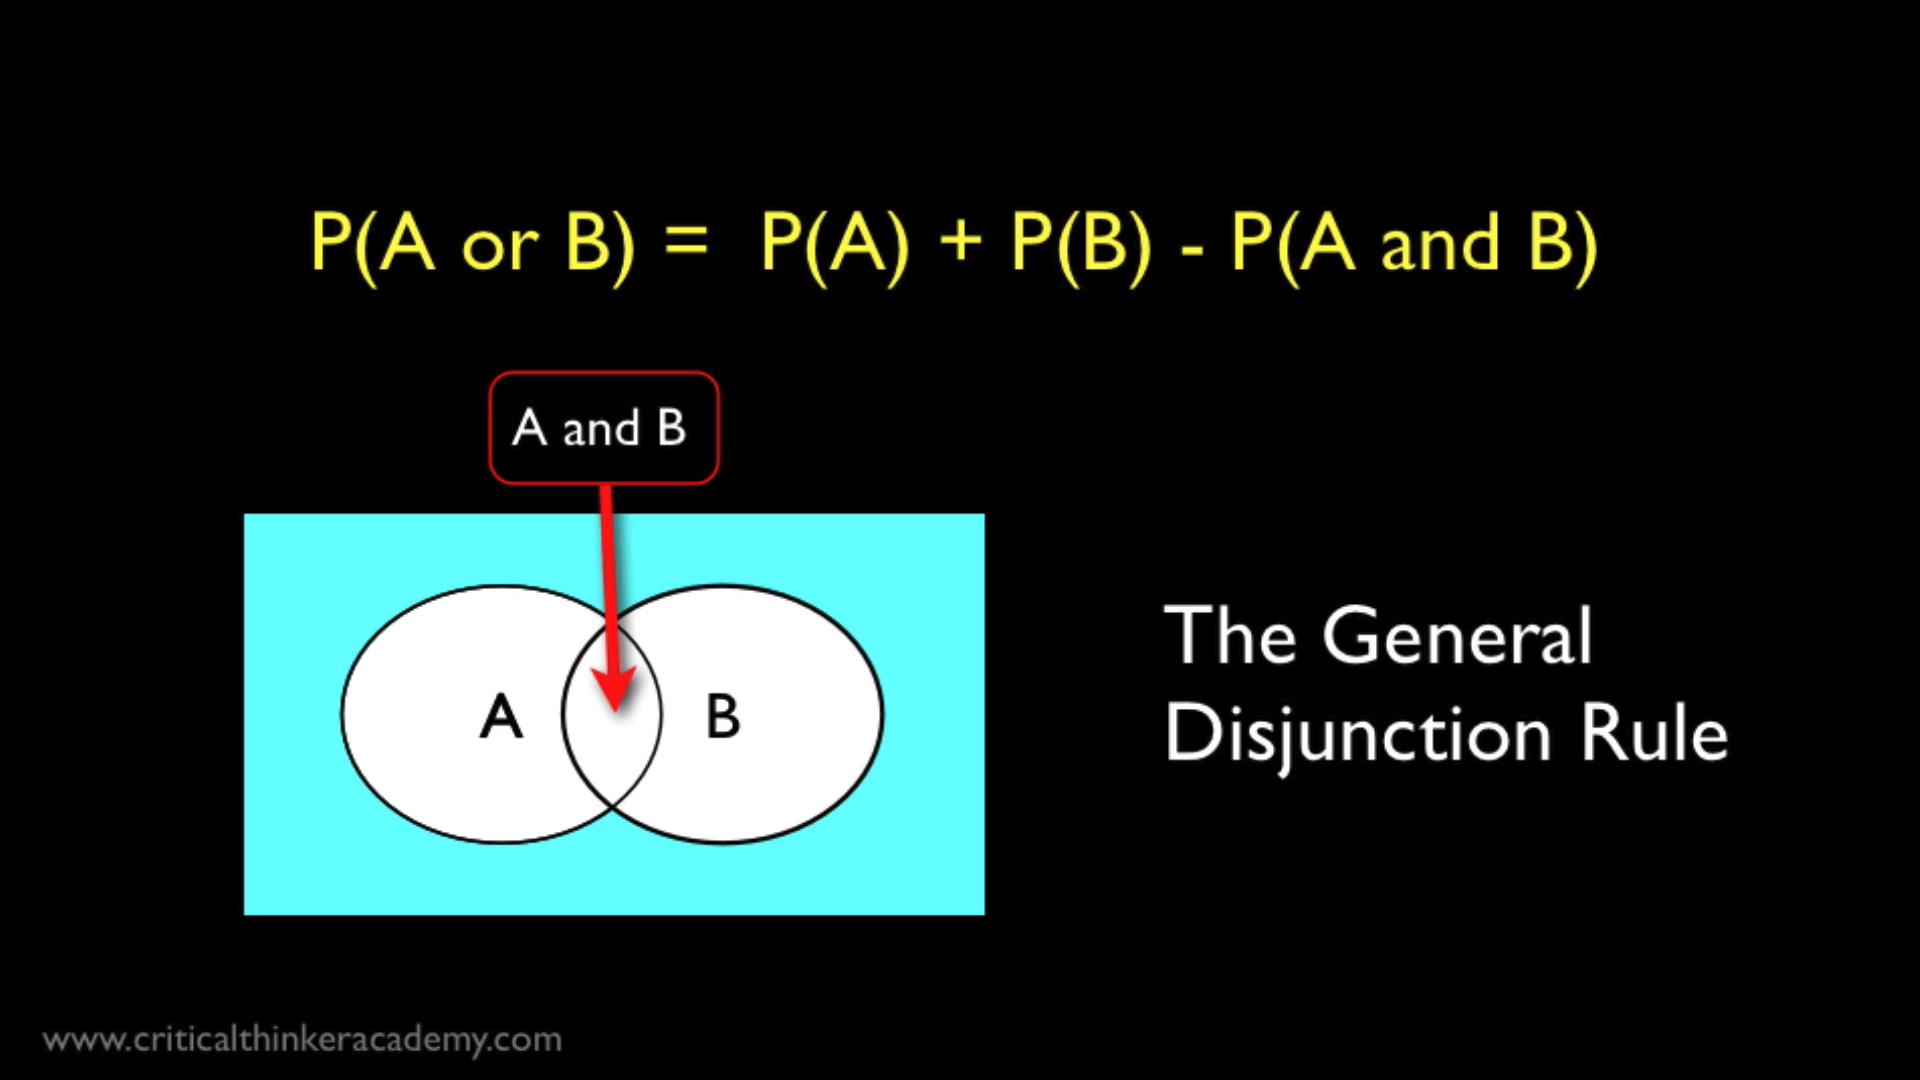 P(A or B) = P(A) + P(B) - P(A and B)
A and B
A
B
The General
Disjunction Rule
www.criticalthinkeracademy.com